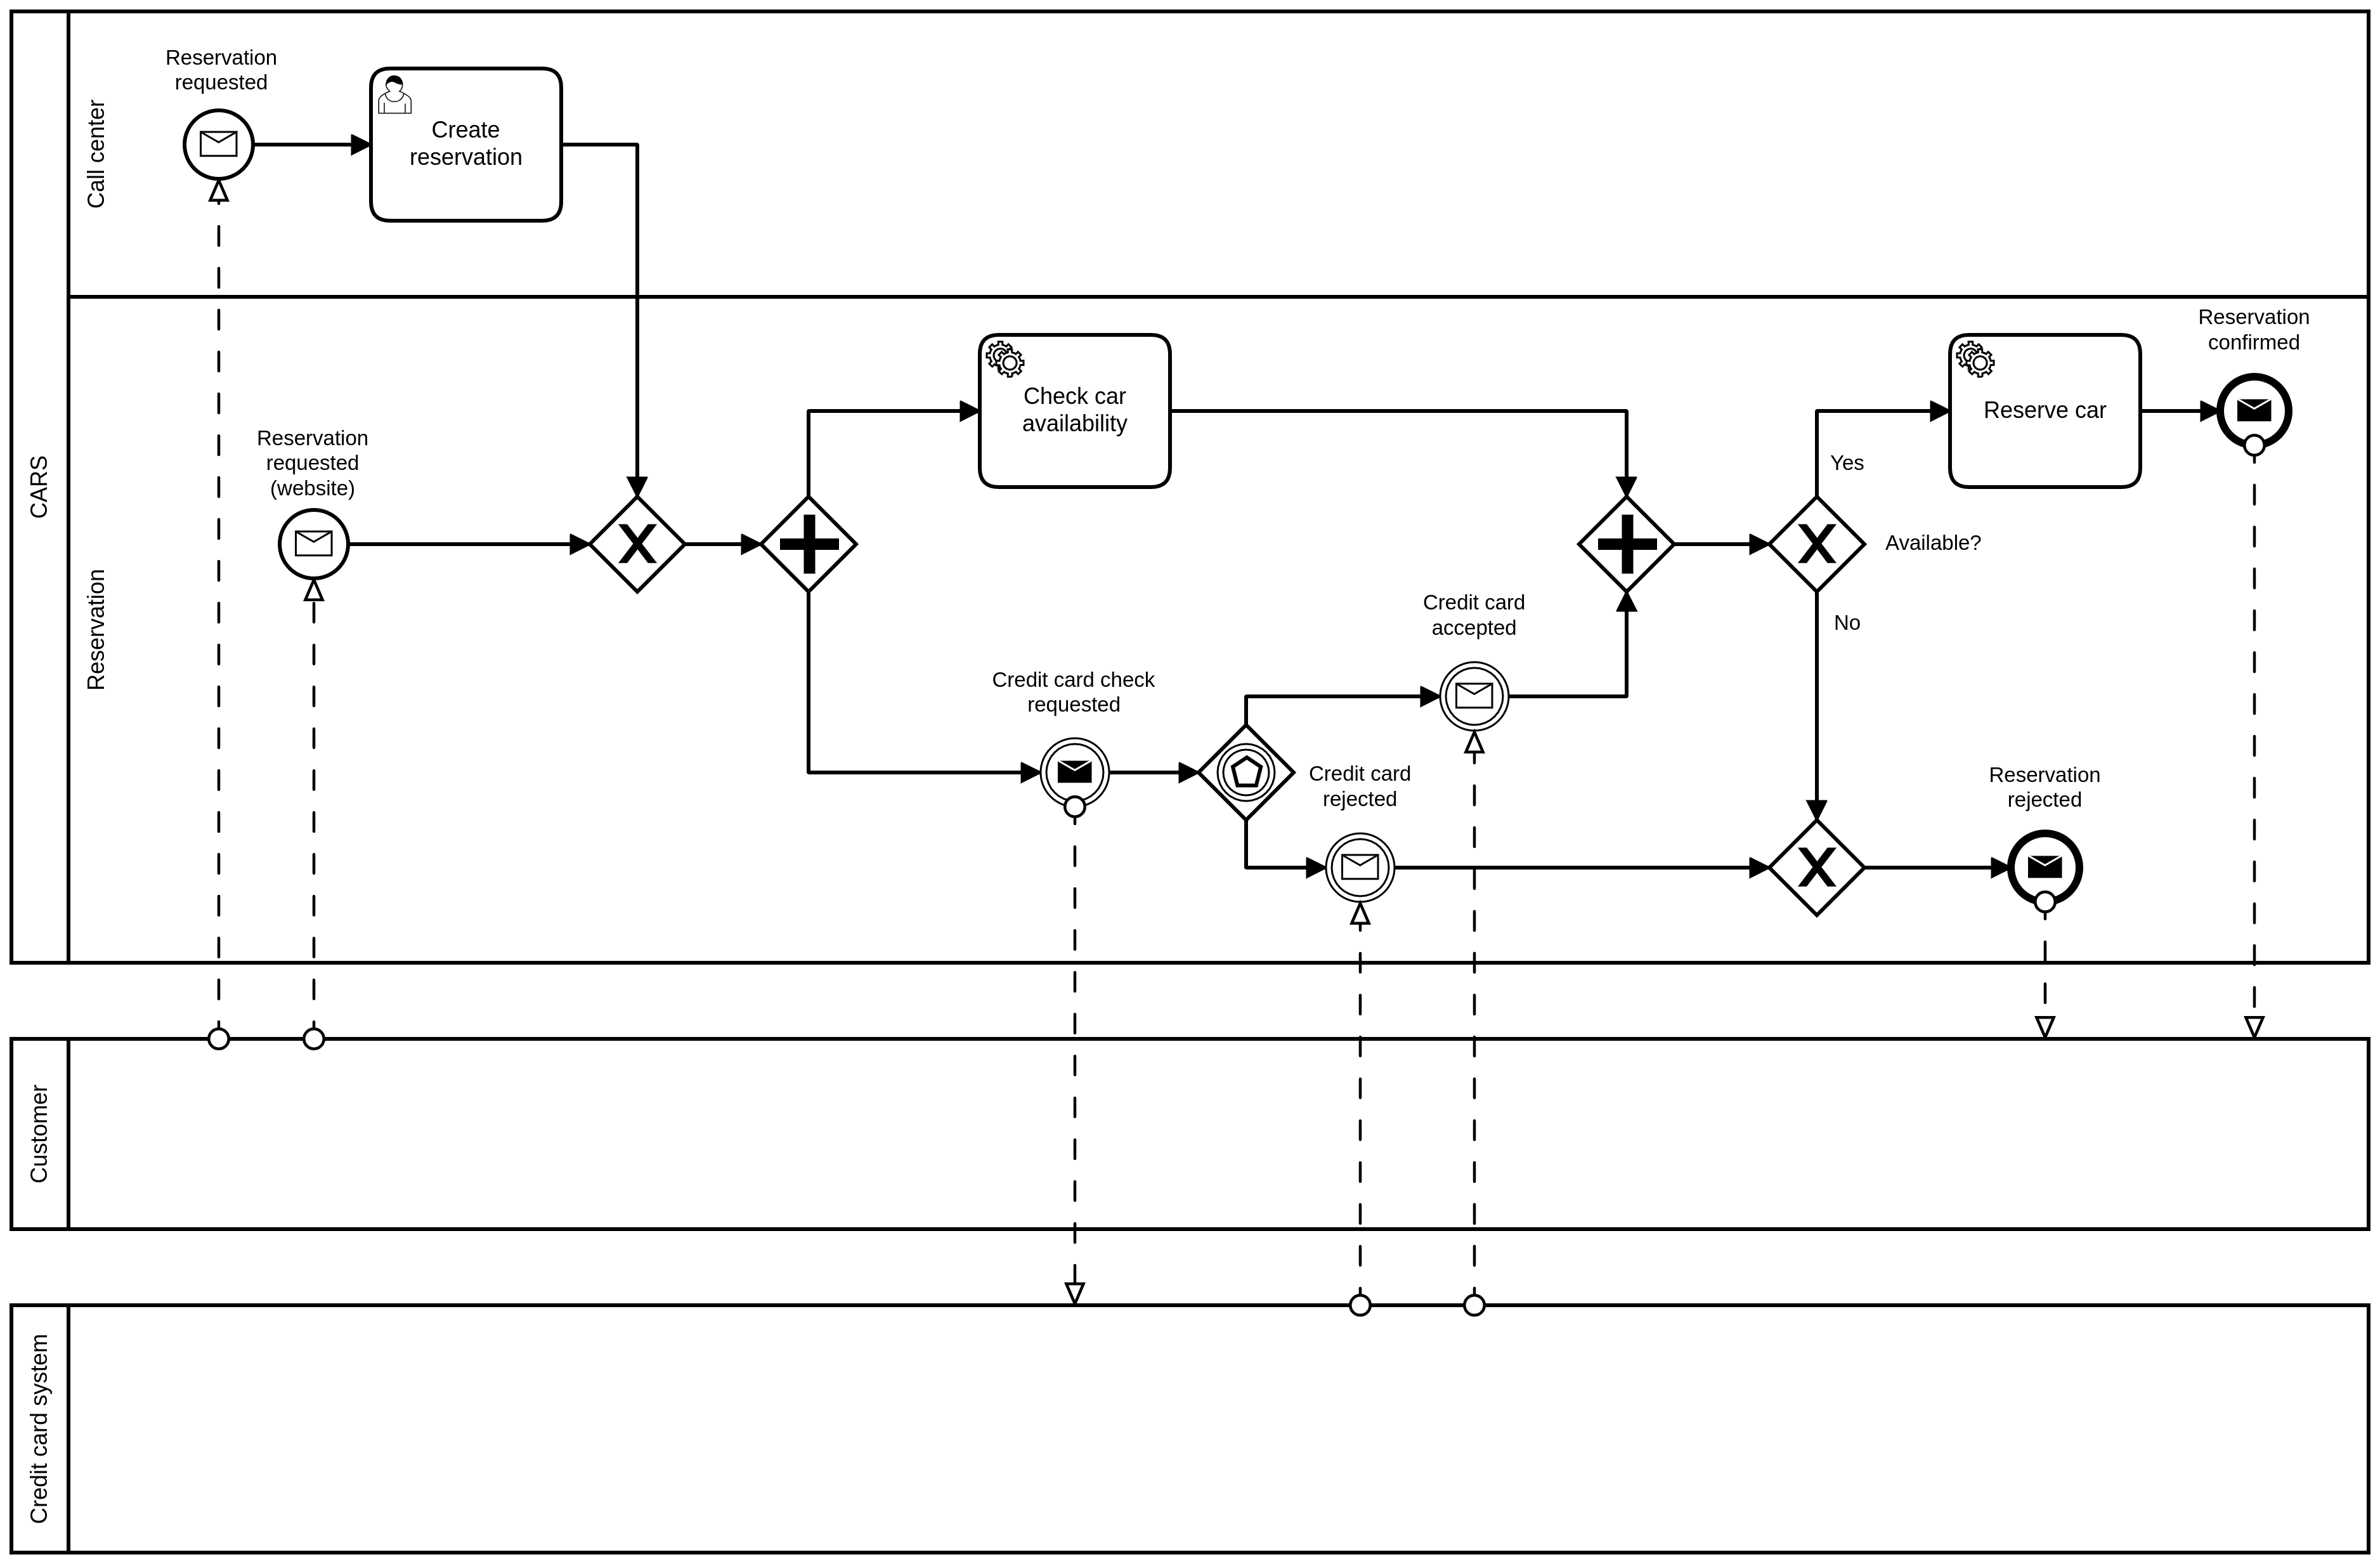 CARS
Call center
Reservation
requested
Create
reservation
Reservation
Reservation
requested
(website)
Check car
availability
Credit card check
requested
Credit card
accepted
Credit card
rejected
Yes
Available?
No
Reserve car
Reservation
confirmed
Reservation
rejected
Customer
Credit card system